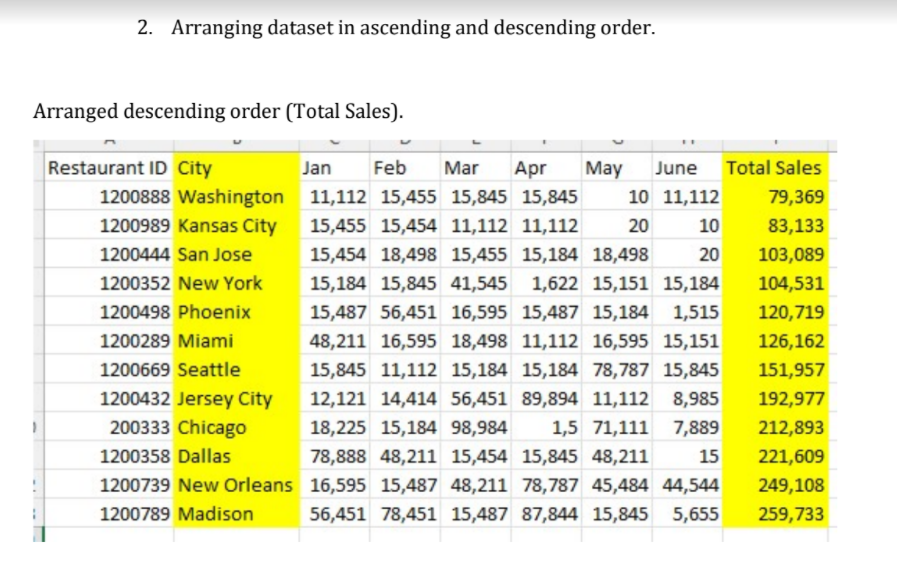 2. Arranging dataset in ascending and descending order.
Arranged descending order (Total Sales).
Restaurant ID City Jan Feb Mar Apr May June Total Sales
1200888 Washington 11,112 15,455 15,845 15,845 10 11,112 79,369
1200989 Kansas City 15,455 15,454 11,112 11,112 20 10 83,133
1200444 San Jose 15,454 18,498 15,455 15,184 18,498 20 103,089
1200352 New York 15,184 15,845 41,545 1,622 15,151 15,184 104,531
1200498 Phoenix 15,487 56,451 16,595 15,487 15,184 1,515 120,719
1200289 Miami 48,211 16,595 18,498 11,112 16,595 15,151 126,162
1200669 Seattle 15,845 11,112 15,184 15,184 78,787 15,845 151,957
1200432 Jersey City 12,121 14,414 56,451 89,894 11,112 8,985 192,977
200333 Chicago 18,225 15,184 98,984 1,5 71,111 7,889 212,893
1200358 Dallas 78,888 48,211 15,454 15,845 48,211 15 221,609
1200739 New Orleans 16,595 15,487 48,211 78,787 45,484 44,544 249,108
1200789 Madison 56,451 78,451 15,487 87,844 15,845 5,655 259,733